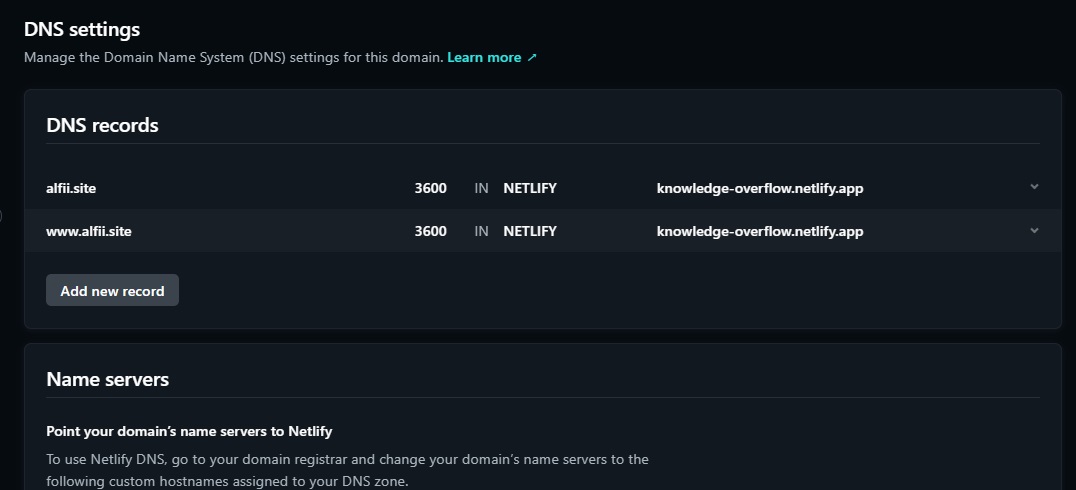 DNS settings
Manage the Domain Name System (DNS) settings for this domain. Learn more ↗
DNS records
alfii.site 3600 IN NETLIFY knowledge-overflow.netlify.app
www.alfii.site 3600 IN NETLIFY knowledge-overflow.netlify.app
Add new record
Name servers
Point your domain’s name servers to Netlify
To use Netlify DNS, go to your domain registrar and change your domain’s name servers to the
following custom hostnames assigned to your DNS zone.